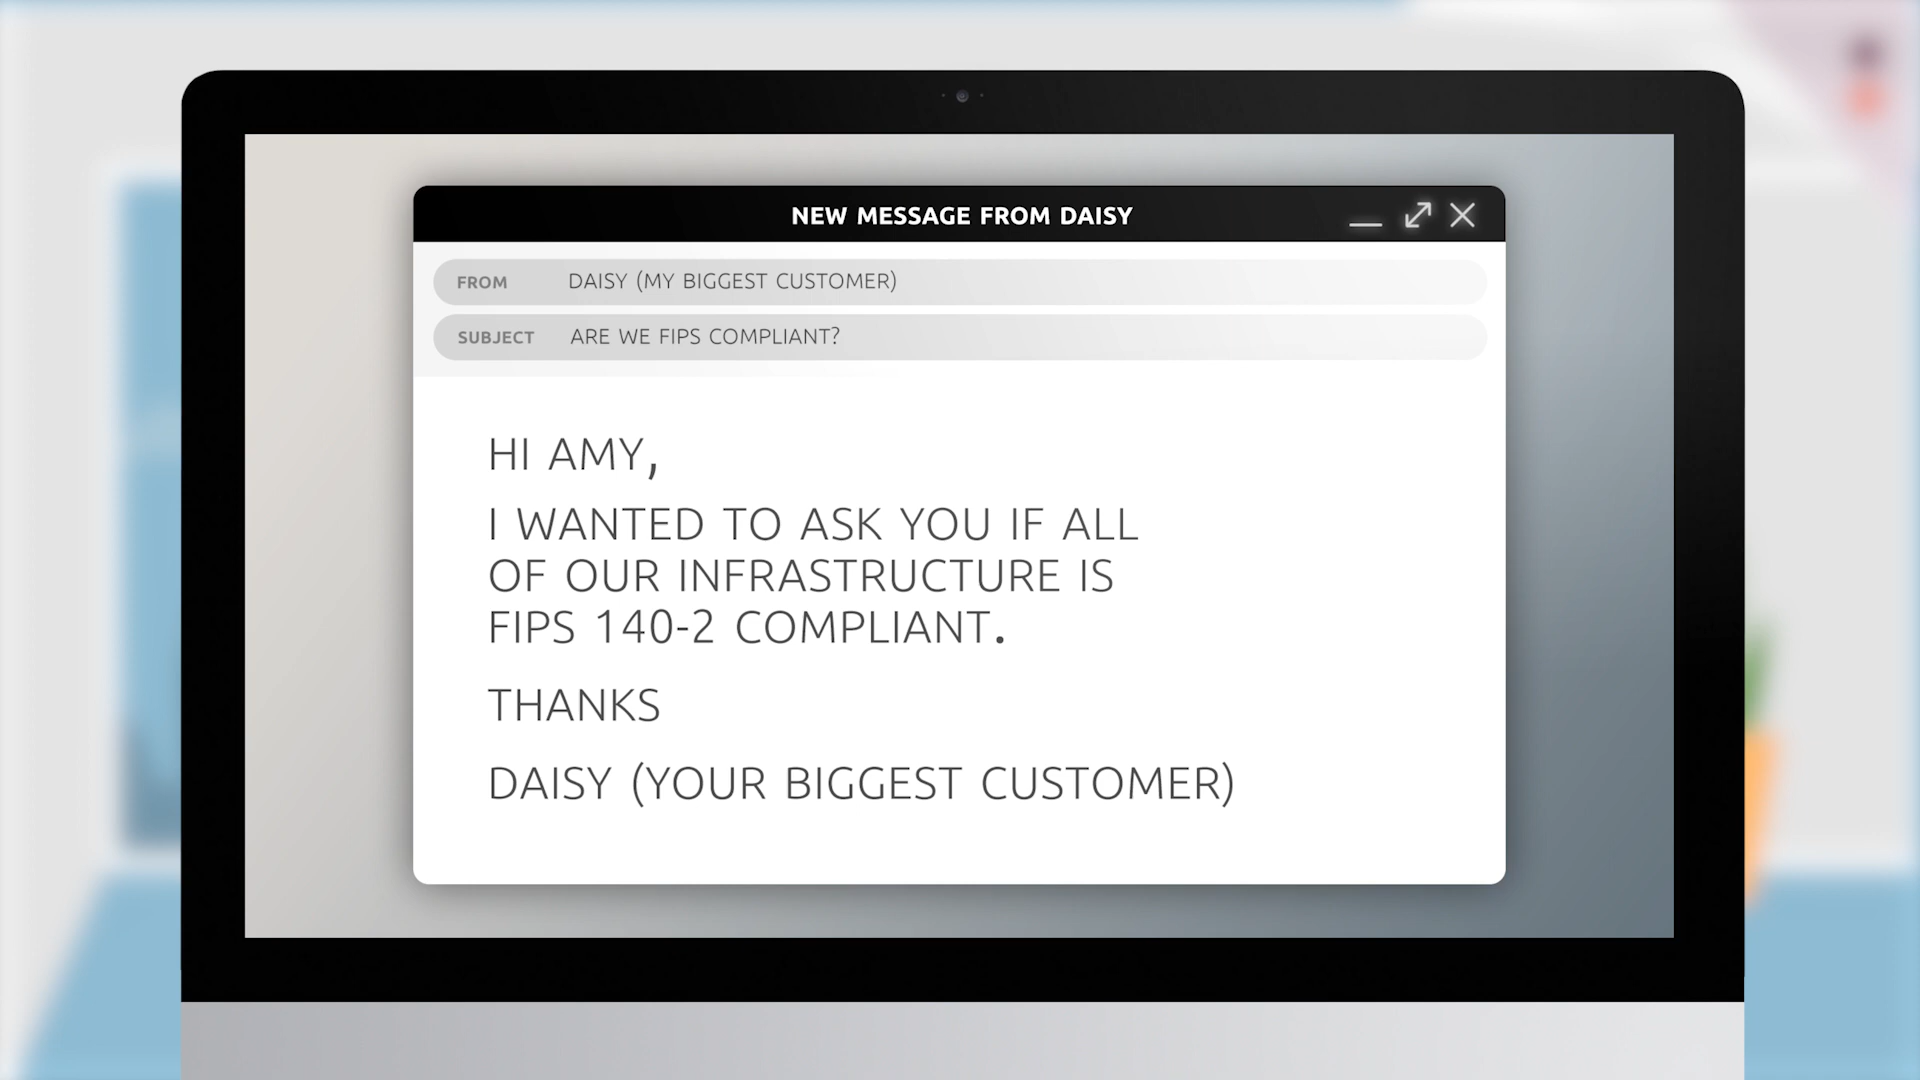 NEW MESSAGE FROM DAISY
FROM DAISY (MY BIGGEST CUSTOMER)
SUBJECT ARE WE FIPS COMPLIANT?
HI AMY,
I WANTED TO ASK YOU IF ALL
OF OUR INFRASTRUCTURE IS
FIPS 140-2 COMPLIANT.
THANKS
DAISY (YOUR BIGGEST CUSTOMER)